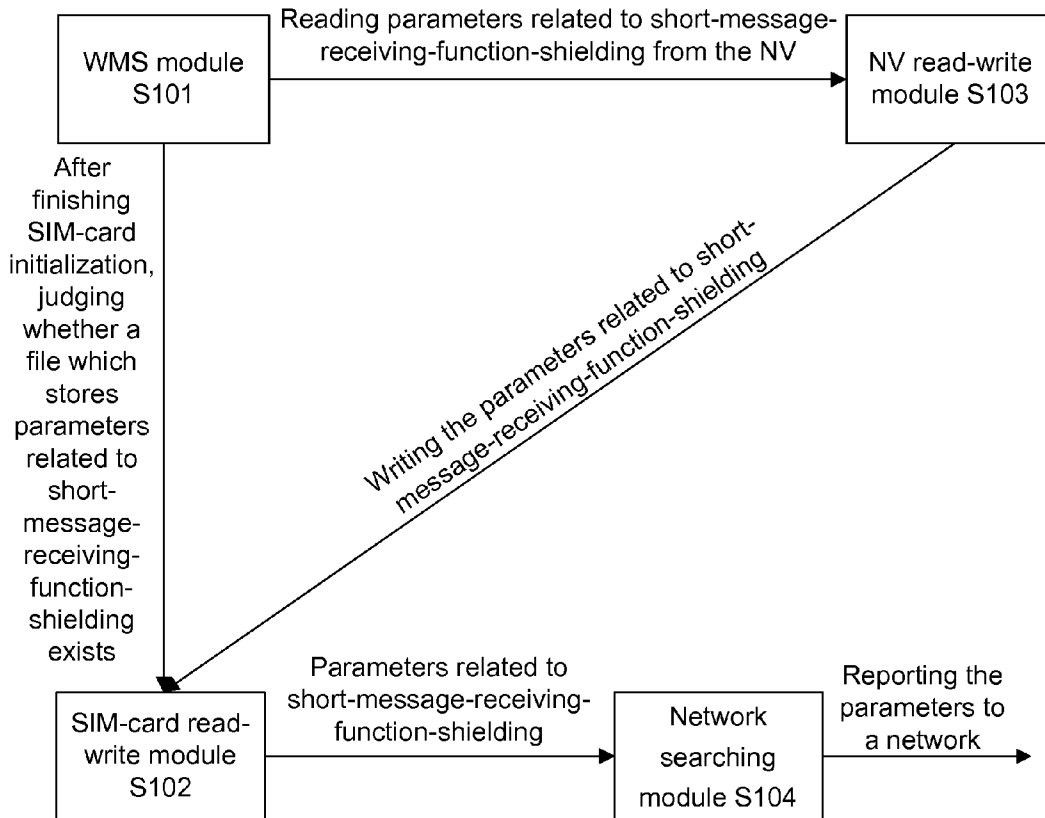 Reading parameters related to short-message-
receiving-function-shielding from the NV
WMS module
S101
NV read-write
module S103
After
finishing
SIM-card
initialization,
judging
whether a
file which
stores
parameters
related to
short-
message-
receiving-
function-
shielding
exists
Writing the parameters related to short-
message-receiving-function-shielding
Parameters related to
short-message-receiving-
function-shielding
Reporting the
parameters to
a network
SIM-card read-
write module
S102
Network
searching
module S104